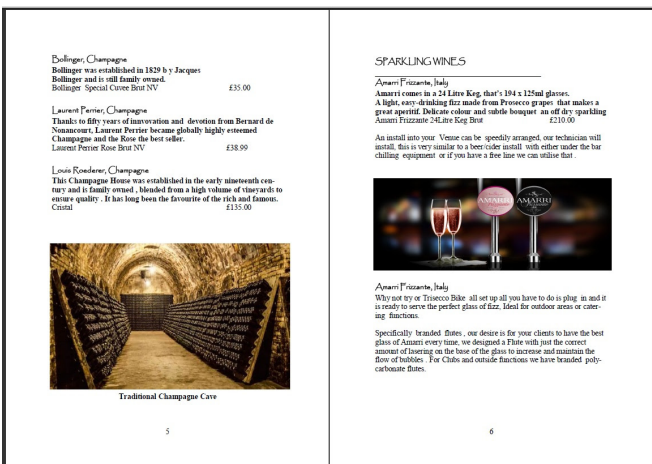 Bollinger, Champagne
Bollinger was established in 1829 b y Jacques
Bollinger and is still family owned.
Bollinger Special Cuvee Brut NV £35.00
Laurent Perrier, Champagne
Thanks to fifty years of innovation and devotion from Bernard de
Nonancourt, Laurent Perrier became globally highly esteemed
Champagne and the Rose the best seller.
Laurent Perrier Rose Brut NV £38.99
Louis Roederer, Champagne
This Champagne House was established in the early nineteenth cen-
tury and is family owned , blended from a high volume of vineyards to
ensure quality . It has long been the favourite of the rich and famous.
Cristal £135.00
Traditional Champagne Cave
5
SPARKLING WINES
Amarri Frizzante, Italy
Amarri comes in a 24 Litre Keg, that's 194 x 125ml glasses.
A light, easy-drinking fizz made from Prosecco grapes that makes a
great aperitif. Delicate colour and subtle bouquet an off dry sparkling
Amarri Frizzante 24Litre Keg Brut £210.00
An install into your Venue can be speedily arranged, our technician will
install, this is very similar to a beer/cider install with either under the bar
chilling equipment or if you have a free line we can utilise that .
AMARRI
AMARRI
Amarri Frizzante, Italy
Why not try or Trisecco Bike all set up all you have to do is plug in and it
is ready to serve the perfect glass of fizz, Ideal for outdoor areas or cater-
ing functions.
Specifically branded flutes , our desire is for your clients to have the best
glass of Amarri every time, we designed a Flute with just the correct
amount of lasering on the base of the glass to increase and maintain the
flow of bubbles . For Clubs and outside functions we have branded poly-
carbonate flutes.
6